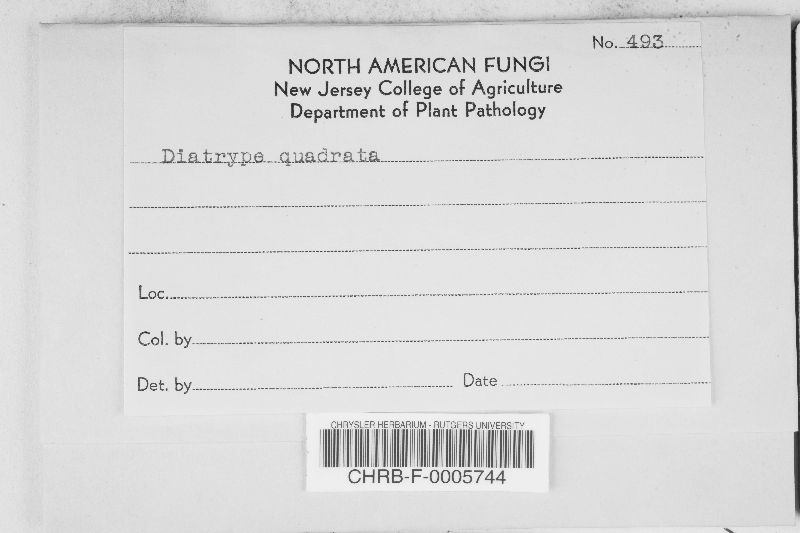 No. 493
NORTH AMERICAN FUNGI
New Jersey College of Agriculture
Department of Plant Pathology
Diatrype quadrata
Loc.
Col. by
Det. by Date
CHRYSLER HERBARIUM - RUTGERS UNIVERSITY
CHRB-F-0005744